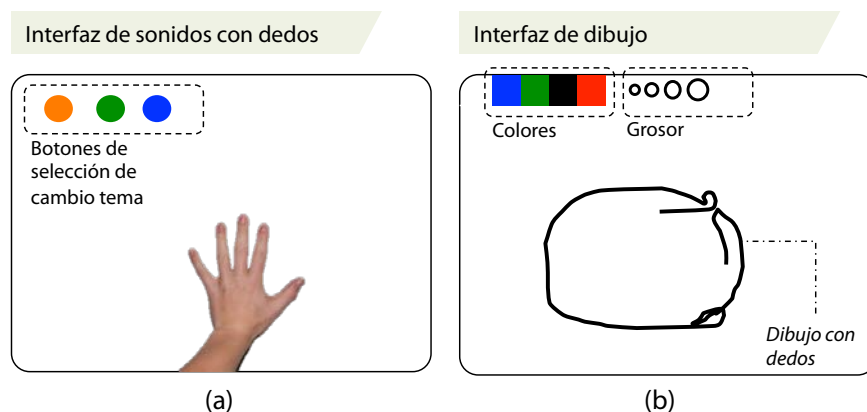 Interfaz de sonidos con dedos
Botones de
selección de
cambio tema
(a)
Interfaz de dibujo
Colores
Grosor
Dibujo con
dedos
(b)